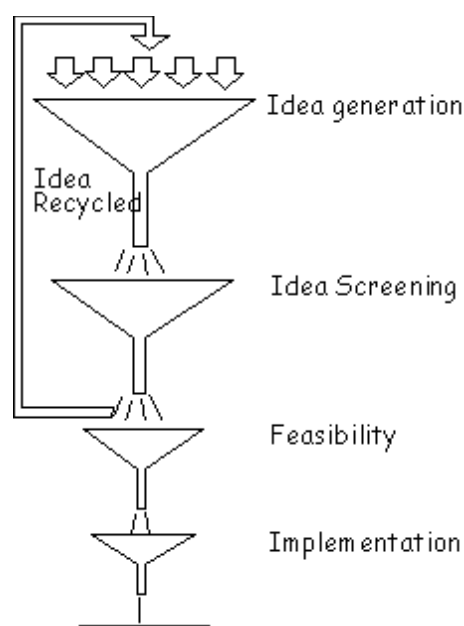 Idea generation
Idea
Recycled
Idea Screening
Feasibility
Implementation